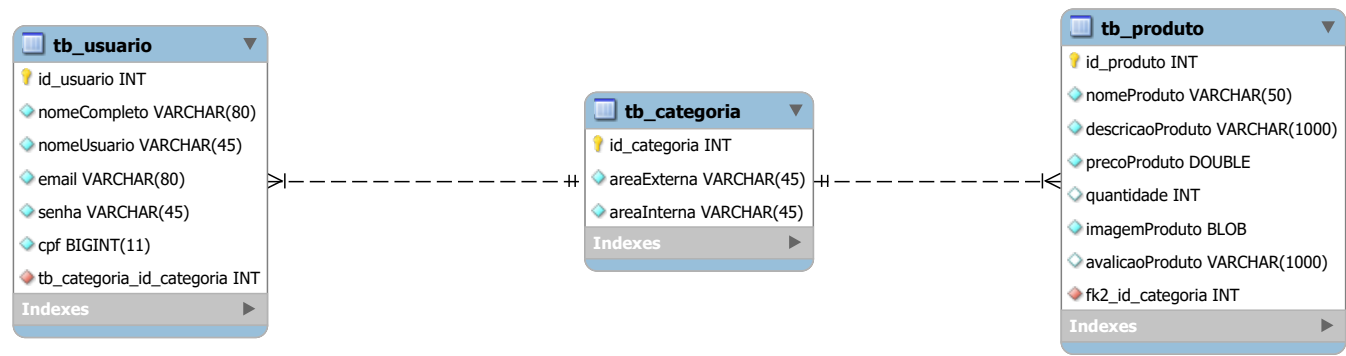 tb_usuario
id_usuario INT
nomeCompleto VARCHAR(80)
nomeUsuario VARCHAR(45)
email VARCHAR(80)
senha VARCHAR(45)
cpf BIGINT(11)
tb_categoria_id_categoria INT
Indexes
tb_categoria
id_categoria INT
areaExterna VARCHAR(45)
areaInterna VARCHAR(45)
Indexes
tb_produto
id_produto INT
nomeProduto VARCHAR(50)
descricaoProduto VARCHAR(1000)
precoProduto DOUBLE
quantidade INT
imagemProduto BLOB
avalicaoProduto VARCHAR(1000)
fk2_id_categoria INT
Indexes